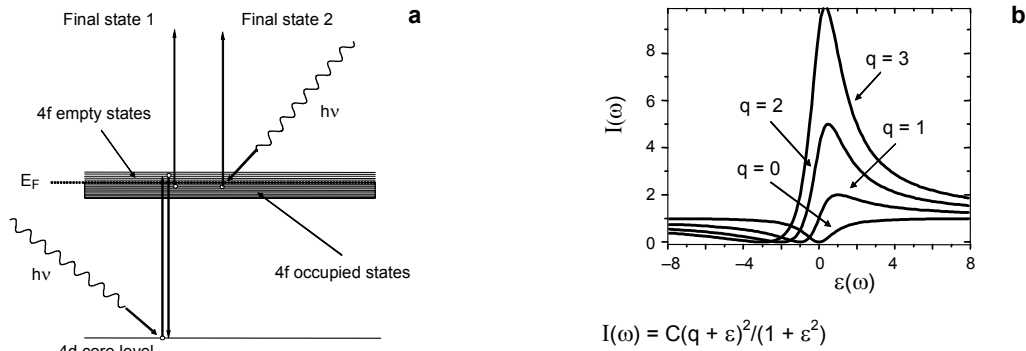 Final state 1
Final state 2
a
4f empty states
hν
E_F
4f occupied states
hν
4d core level
b
I(ω)
8
6
4
2
0
q = 3
q = 2
q = 1
q = 0
−8
−4
0
4
8
ε(ω)
I(ω) = C(q + ε)²/(1 + ε²)